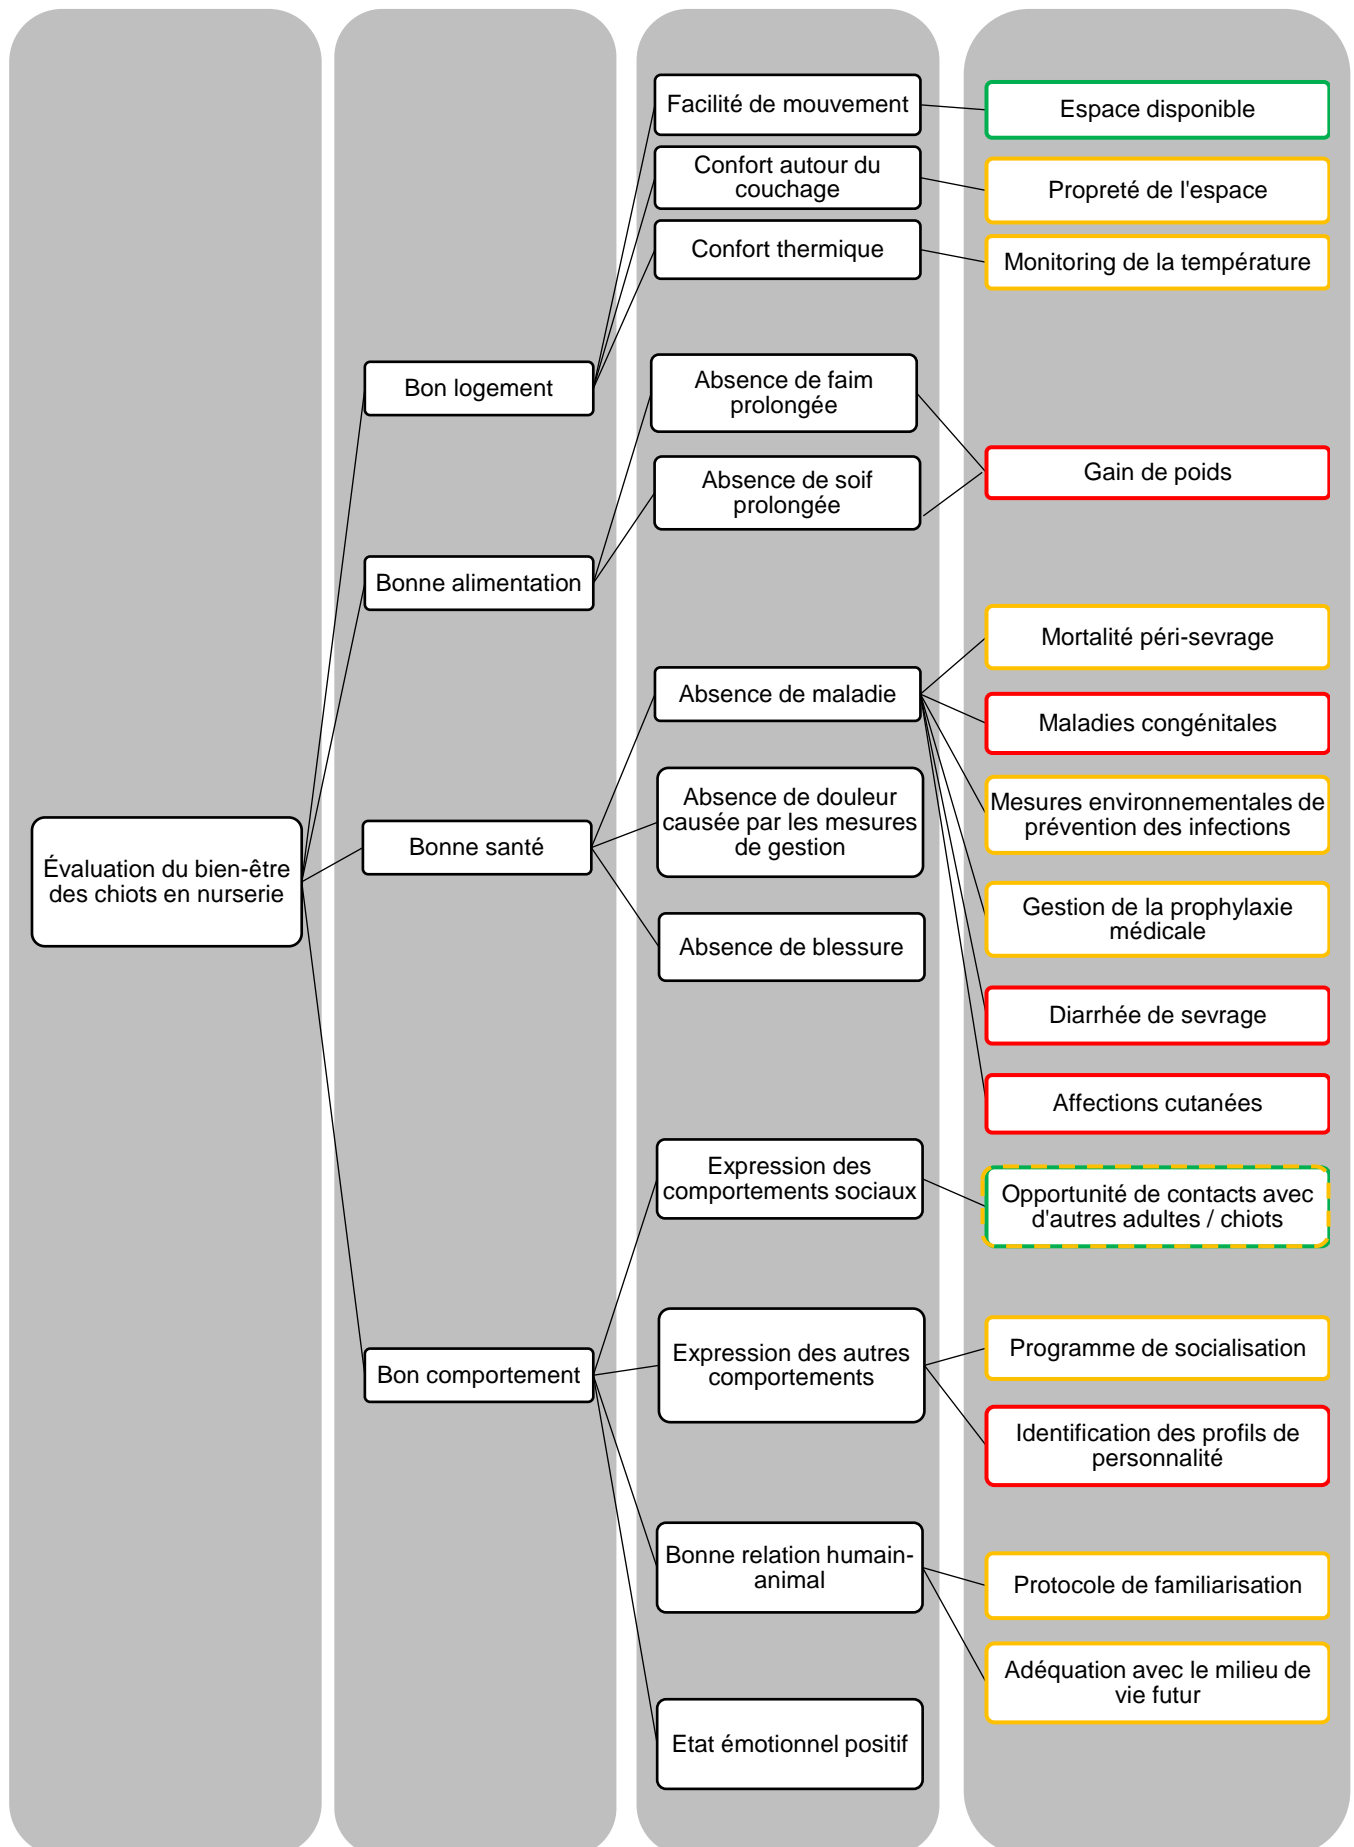 Évaluation du bien-être
des chiots en nurserie
Bon logement
Bonne alimentation
Bonne santé
Bon comportement
Facilité de mouvement
Confort autour du
couchage
Confort thermique
Absence de faim
prolongée
Absence de soif
prolongée
Absence de maladie
Absence de douleur
causée par les mesures
de gestion
Absence de blessure
Expression des
comportements sociaux
Expression des autres
comportements
Bonne relation humain-
animal
Etat émotionnel positif
Espace disponible
Propreté de l'espace
Monitoring de la température
Gain de poids
Mortalité péri-sevrage
Maladies congénitales
Mesures environnementales de
prévention des infections
Gestion de la prophylaxie
médicale
Diarrhée de sevrage
Affections cutanées
Opportunité de contacts avec
d'autres adultes / chiots
Programme de socialisation
Identification des profils de
personnalité
Protocole de familiarisation
Adéquation avec le milieu de
vie futur